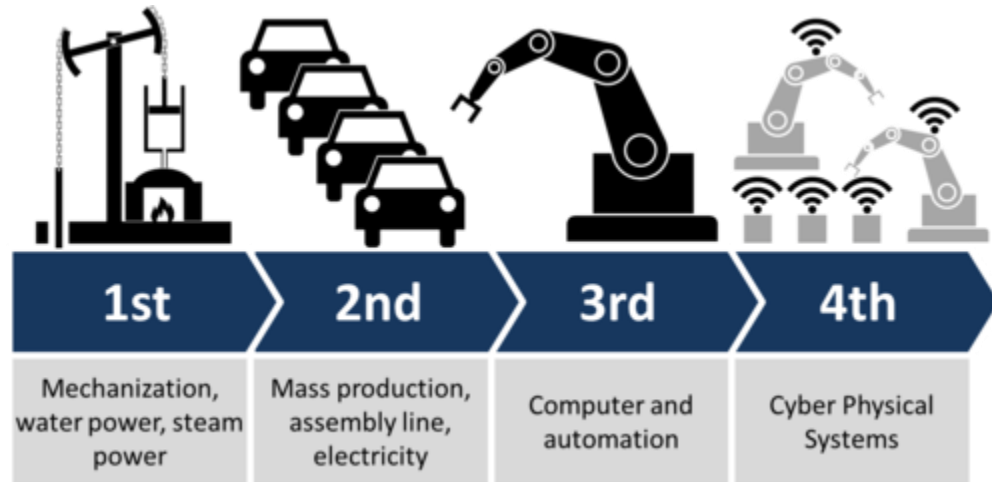 1st
2nd
3rd
4th
Mechanization,
water power, steam
power
Mass production,
assembly line,
electricity
Computer and
automation
Cyber Physical
Systems